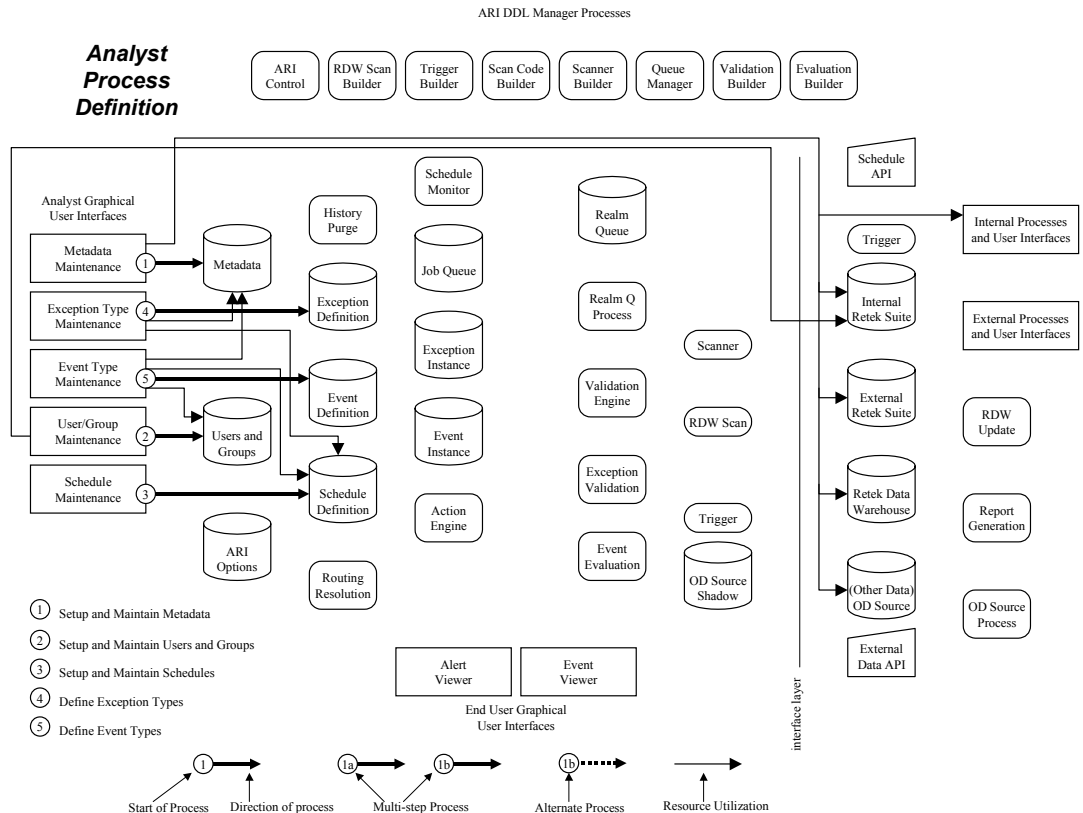 ARI DDL Manager Processes
Analyst
Process
Definition
ARI
Control
RDW Scan
Builder
Trigger
Builder
Scan Code
Builder
Scanner
Builder
Queue
Manager
Validation
Builder
Evaluation
Builder
Analyst Graphical
User Interfaces
Metadata
Maintenance
1
Exception Type
Maintenance
4
Event Type
Maintenance
5
User/Group
Maintenance
2
Schedule
Maintenance
3
Metadata
Users and
Groups
ARI
Options
History
Purge
Exception
Definition
Event
Definition
Schedule
Definition
Routing
Resolution
Schedule
Monitor
Job Queue
Exception
Instance
Event
Instance
Action
Engine
Realm
Queue
Realm Q
Process
Validation
Engine
Exception
Validation
Event
Evaluation
Scanner
RDW Scan
Trigger
OD Source
Shadow
interface layer
Schedule
API
Trigger
Internal
Retek Suite
External
Retek Suite
Retek Data
Warehouse
(Other Data)
OD Source
External
Data API
Internal Processes
and User Interfaces
External Processes
and User Interfaces
RDW
Update
Report
Generation
OD Source
Process
1 Setup and Maintain Metadata
2 Setup and Maintain Users and Groups
3 Setup and Maintain Schedules
4 Define Exception Types
5 Define Event Types
Alert
Viewer
Event
Viewer
End User Graphical
User Interfaces
1
1a
1b
1b
Start of Process
Direction of process
Multi-step Process
Alternate Process
Resource Utilization